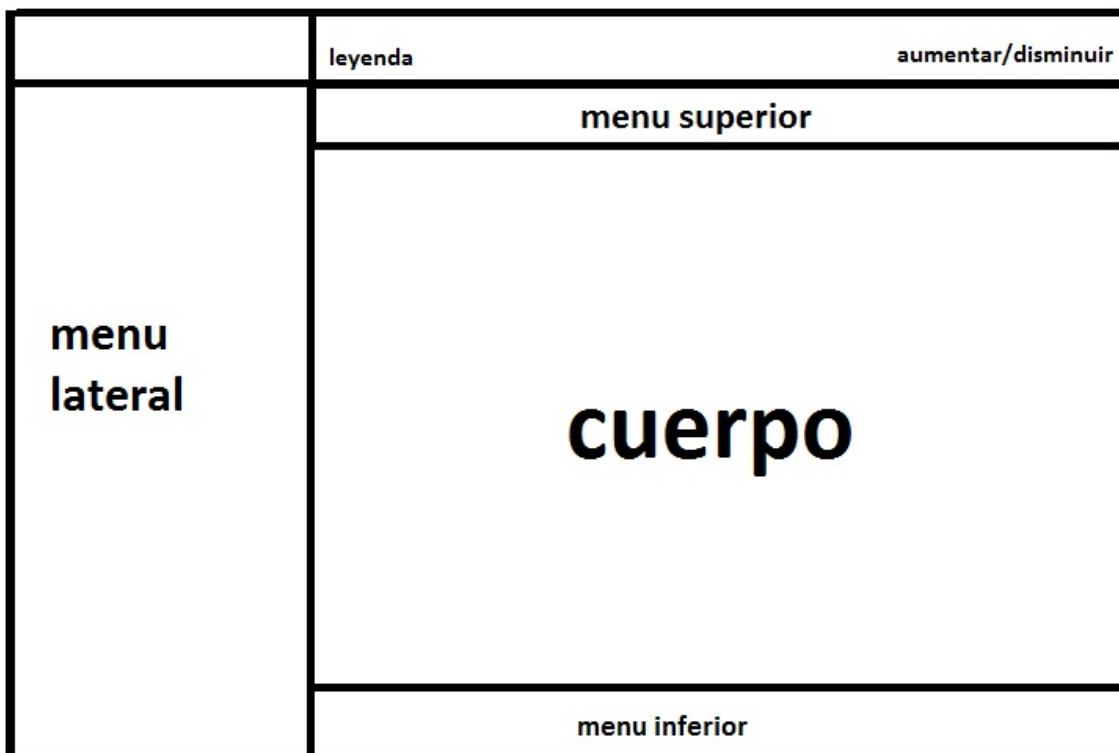 leyenda
aumentar/disminuir
menu superior
menu
lateral
cuerpo
menu inferior